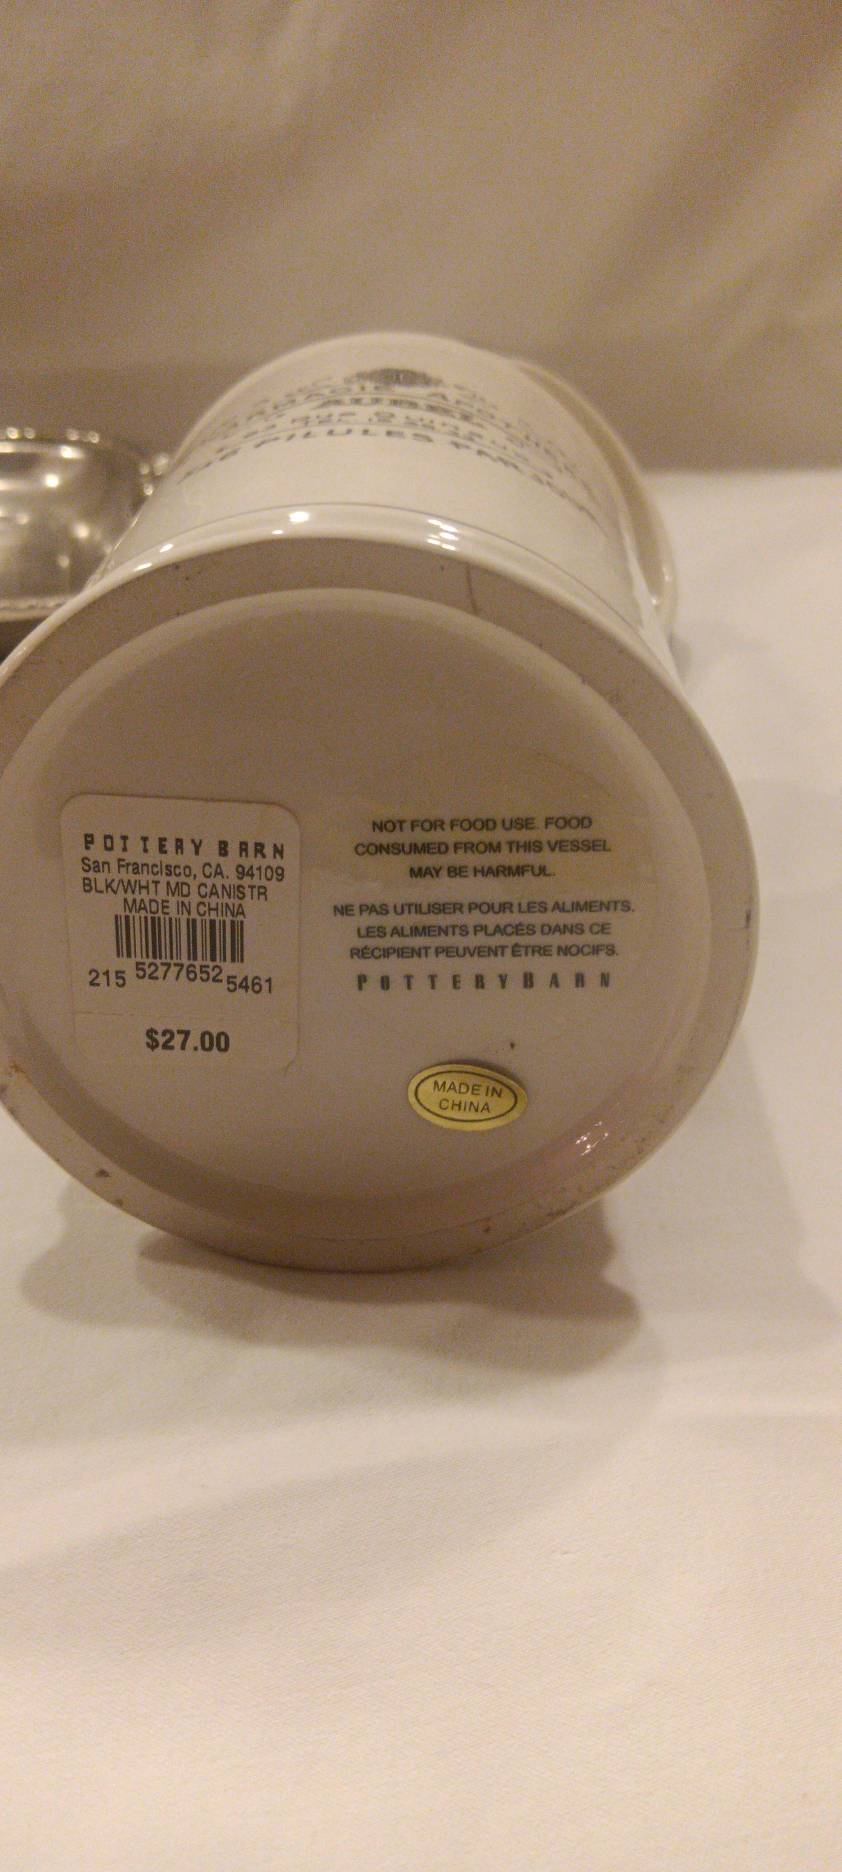 PHARMACIE
AUBER
PILULES
POTTERY BARN
San Francisco, CA. 94109
BLK/WHT MD CANISTR
MADE IN CHINA
215 5277652 5461
$27.00
NOT FOR FOOD USE. FOOD
CONSUMED FROM THIS VESSEL
MAY BE HARMFUL.
NE PAS UTILISER POUR LES ALIMENTS.
LES ALIMENTS PLACÉS DANS CE
RÉCIPIENT PEUVENT ÊTRE NOCIFS.
POTTERYBARN
MADE IN
CHINA